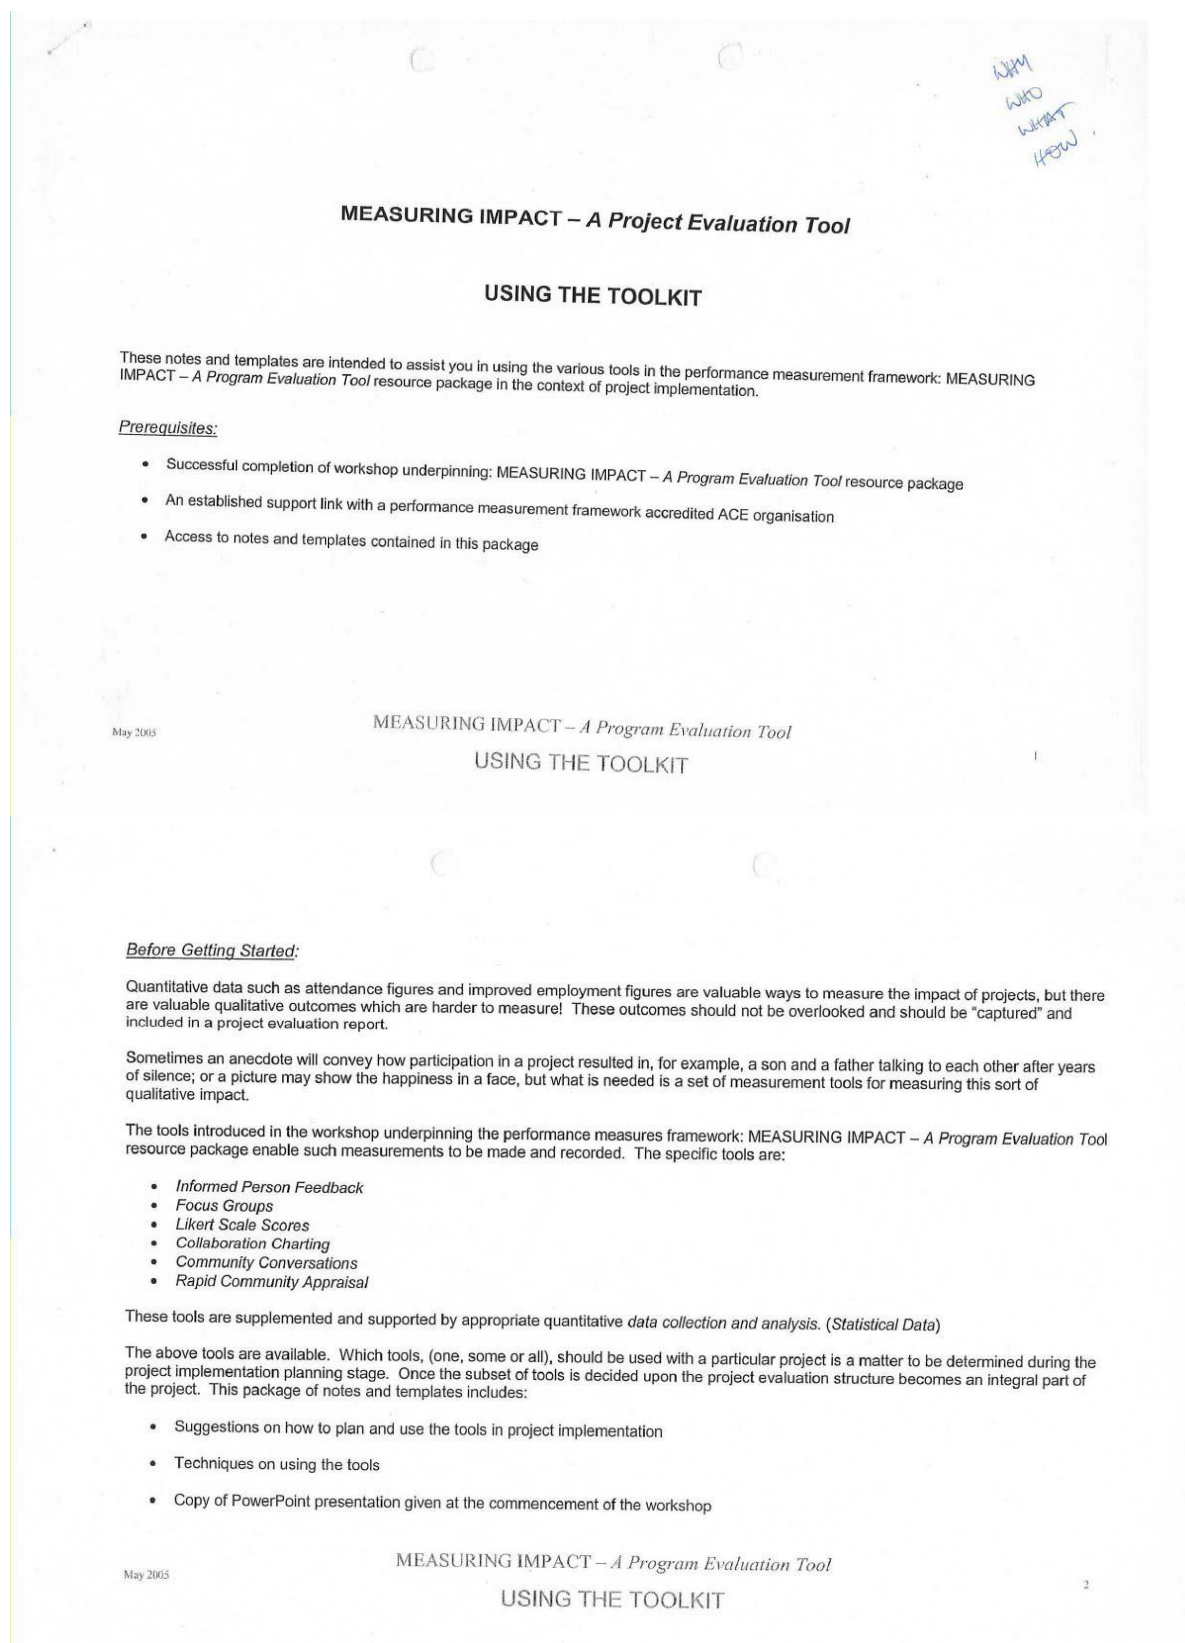 WHY
WHO
WHAT
HOW.
MEASURING IMPACT – A Project Evaluation Tool
USING THE TOOLKIT
These notes and templates are intended to assist you in using the various tools in the performance measurement framework: MEASURING
IMPACT – A Program Evaluation Tool resource package in the context of project implementation.
Prerequisites:
• Successful completion of workshop underpinning: MEASURING IMPACT – A Program Evaluation Tool resource package
• An established support link with a performance measurement framework accredited ACE organisation
• Access to notes and templates contained in this package
May 2005
MEASURING IMPACT – A Program Evaluation Tool
USING THE TOOLKIT
1
Before Getting Started:
Quantitative data such as attendance figures and improved employment figures are valuable ways to measure the impact of projects, but there
are valuable qualitative outcomes which are harder to measure! These outcomes should not be overlooked and should be "captured" and
included in a project evaluation report.
Sometimes an anecdote will convey how participation in a project resulted in, for example, a son and a father talking to each other after years
of silence; or a picture may show the happiness in a face, but what is needed is a set of measurement tools for measuring this sort of
qualitative impact.
The tools introduced in the workshop underpinning the performance measures framework: MEASURING IMPACT – A Program Evaluation Tool
resource package enable such measurements to be made and recorded. The specific tools are:
• Informed Person Feedback
• Focus Groups
• Likert Scale Scores
• Collaboration Charting
• Community Conversations
• Rapid Community Appraisal
These tools are supplemented and supported by appropriate quantitative data collection and analysis. (Statistical Data)
The above tools are available. Which tools, (one, some or all), should be used with a particular project is a matter to be determined during the
project implementation planning stage. Once the subset of tools is decided upon the project evaluation structure becomes an integral part of
the project. This package of notes and templates includes:
• Suggestions on how to plan and use the tools in project implementation
• Techniques on using the tools
• Copy of PowerPoint presentation given at the commencement of the workshop
May 2005
MEASURING IMPACT – A Program Evaluation Tool
USING THE TOOLKIT
2